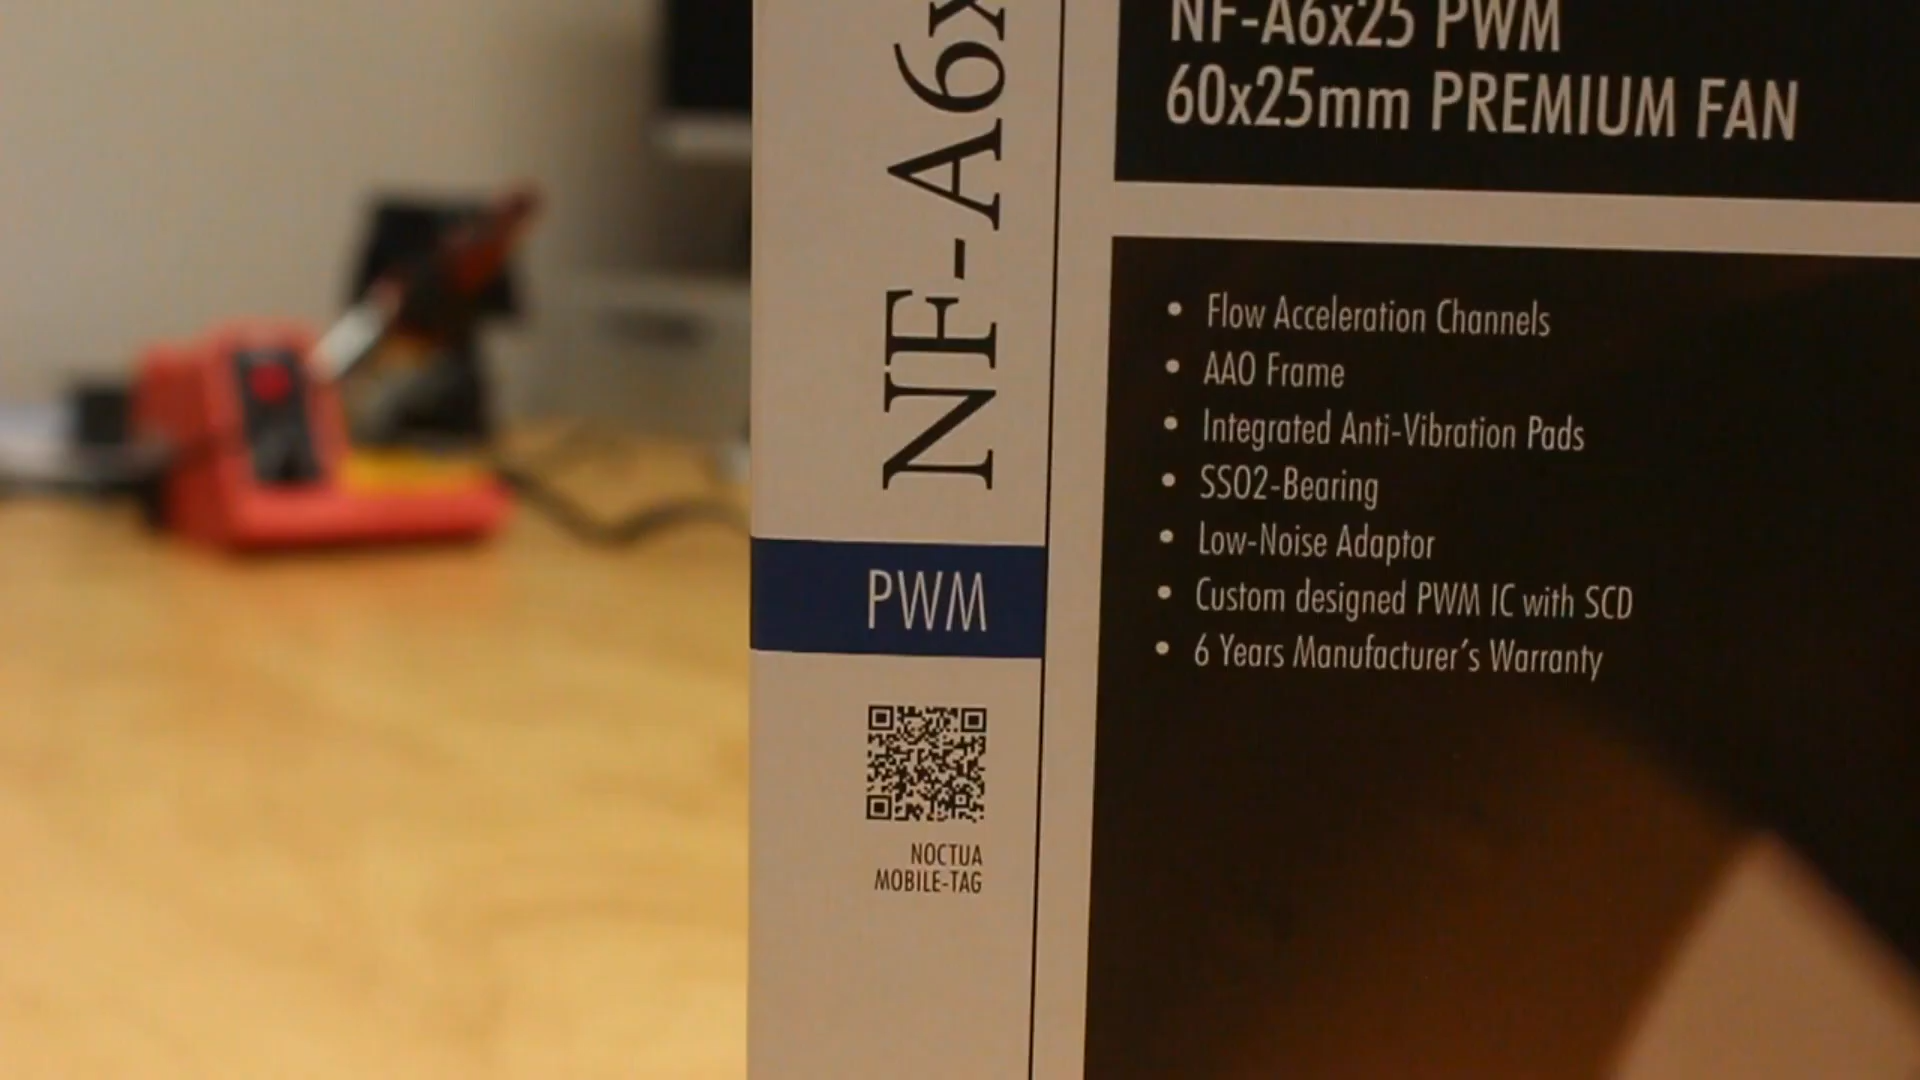 NF-A6x
PWM
NOCTUA
MOBILE-TAG
NF-A6x25 PWM
60x25mm PREMIUM FAN
• Flow Acceleration Channels
• AAO Frame
• Integrated Anti-Vibration Pads
• SSO2-Bearing
• Low-Noise Adaptor
• Custom designed PWM IC with SCD
• 6 Years Manufacturer´s Warranty